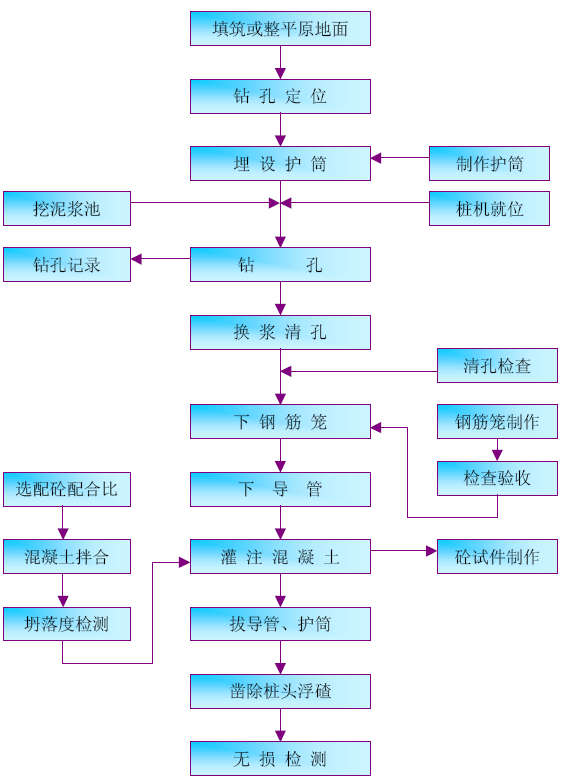 填筑或整平原地面
钻孔定位
埋设护筒
制作护筒
挖泥浆池
桩机就位
钻孔记录
钻 孔
换浆清孔
清孔检查
下钢筋笼
钢筋笼制作
选配砼配合比
下导管
检查验收
混凝土拌合
灌注混凝土
砼试件制作
坍落度检测
拔导管、护筒
凿除桩头浮碴
无损检测